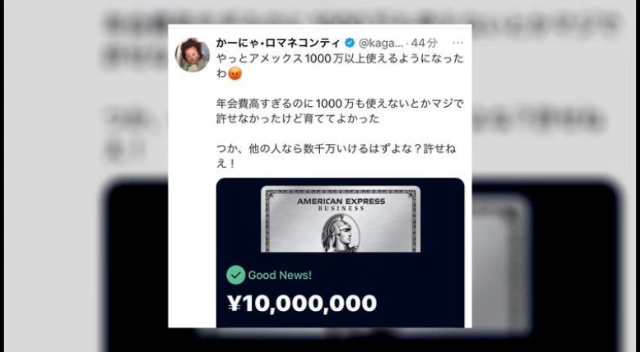 かーにゃ・ロマネコンティ @kaga... · 44分 ...
やっとアメックス1000万以上使えるようになった
わ😡
年会費高すぎるのに1000万も使えないとかマジで
許せなかったけど育ててよかった
つか、他の人なら数千万いけるはずよな？許せね
え！
AMERICAN EXPRESS
BUSINESS
Good News!
¥10,000,000